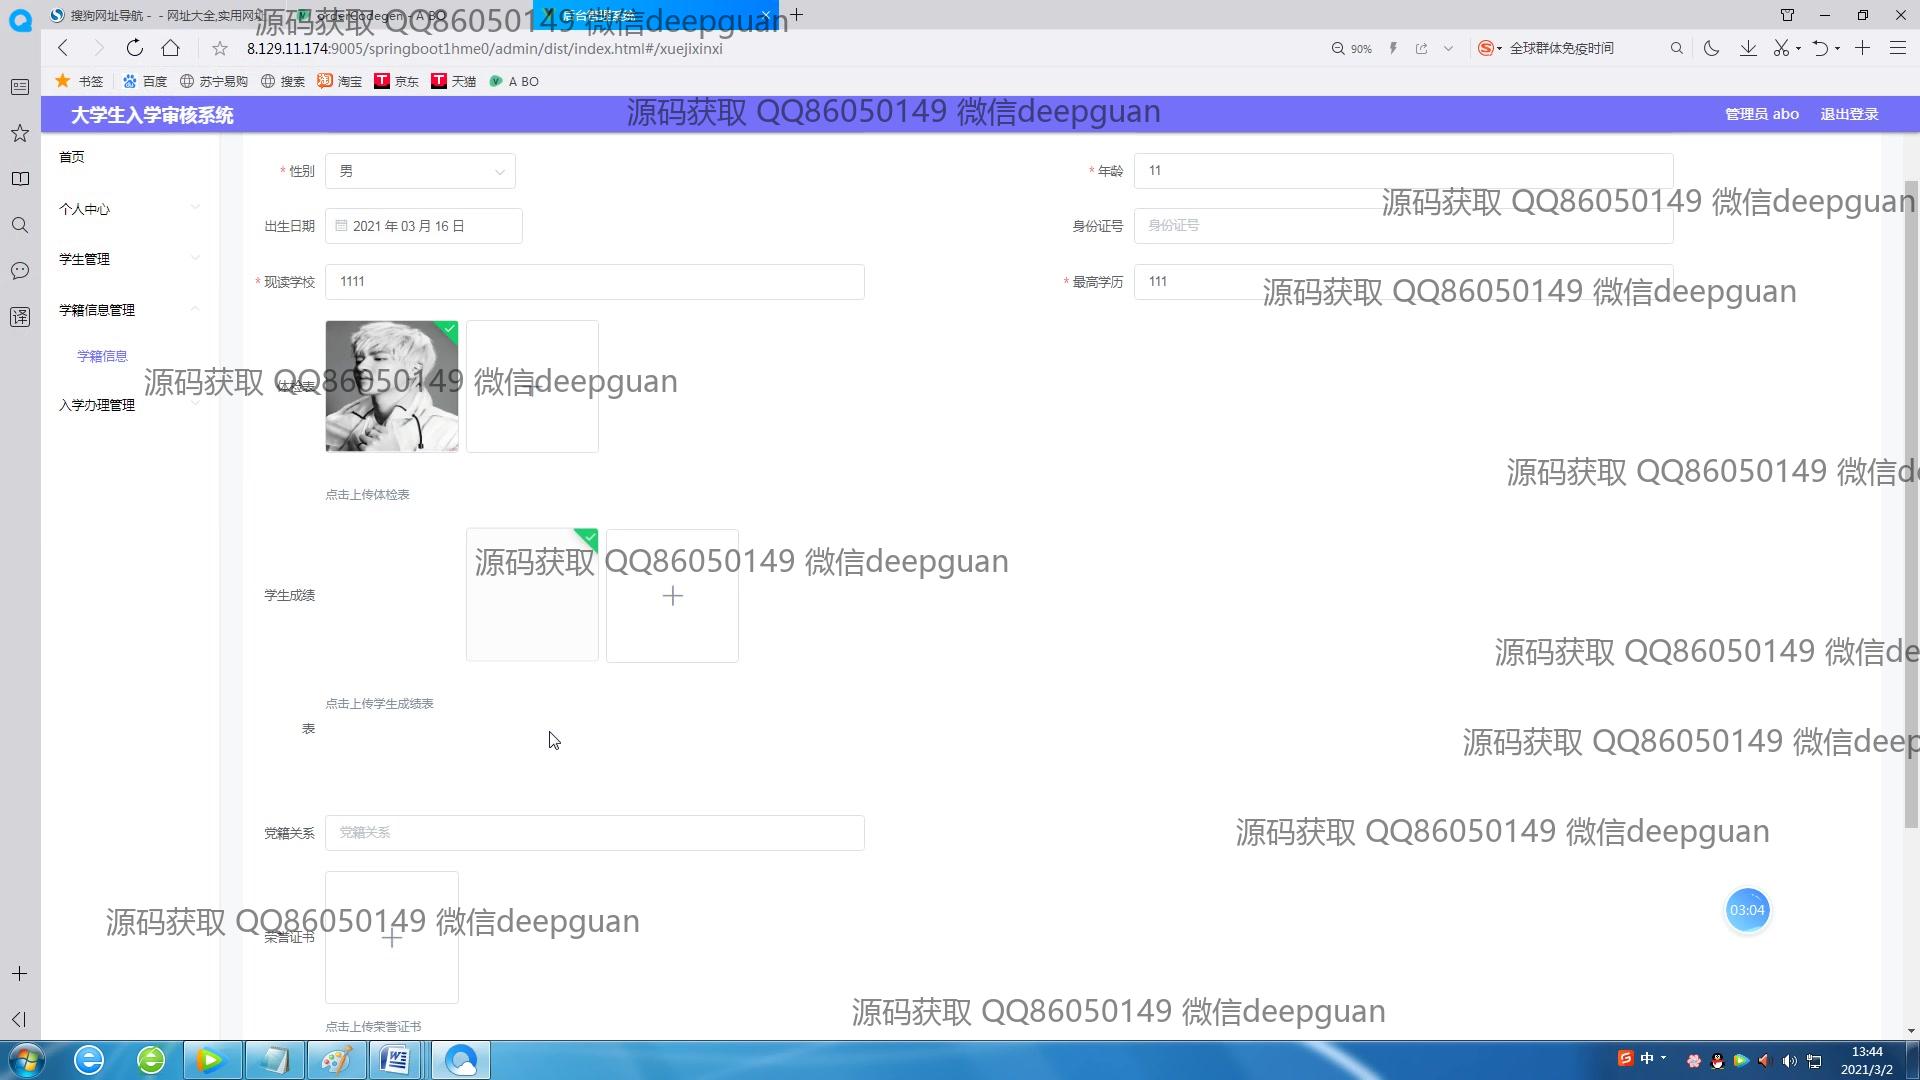 搜狗网址导航 - - 网址大全,实用网址
orderCodegen - A BO
后台管理系统
源码获取 QQ86050149 微信deepguan
8.129.11.174:9005/springboot1hme0/admin/dist/index.html#/xuejixinxi
90%
全球群体免疫时间
书签
百度
苏宁易购
搜索
淘宝
京东
天猫
A BO
大学生入学审核系统
源码获取 QQ86050149 微信deepguan
管理员 abo
退出登录
首页
个人中心
学生管理
学籍信息管理
学籍信息
入学办理管理
* 性别 男
* 年龄 11
源码获取 QQ86050149 微信deepguan
出生日期 2021 年 03 月 16 日
身份证号 身份证号
* 现读学校 1111
* 最高学历 111
源码获取 QQ86050149 微信deepguan
体检表
源码获取 QQ86050149 微信deepguan
源码获取 QQ86050149 微信d
点击上传体检表
源码获取 QQ86050149 微信deepguan
学生成绩
源码获取 QQ86050149 微信de
点击上传学生成绩表
表
源码获取 QQ86050149 微信deep
党籍关系 党籍关系
源码获取 QQ86050149 微信deepguan
03:04
源码获取 QQ86050149 微信deepguan
荣誉证书
源码获取 QQ86050149 微信deepguan
点击上传荣誉证书
译
中
13:44
2021/3/2